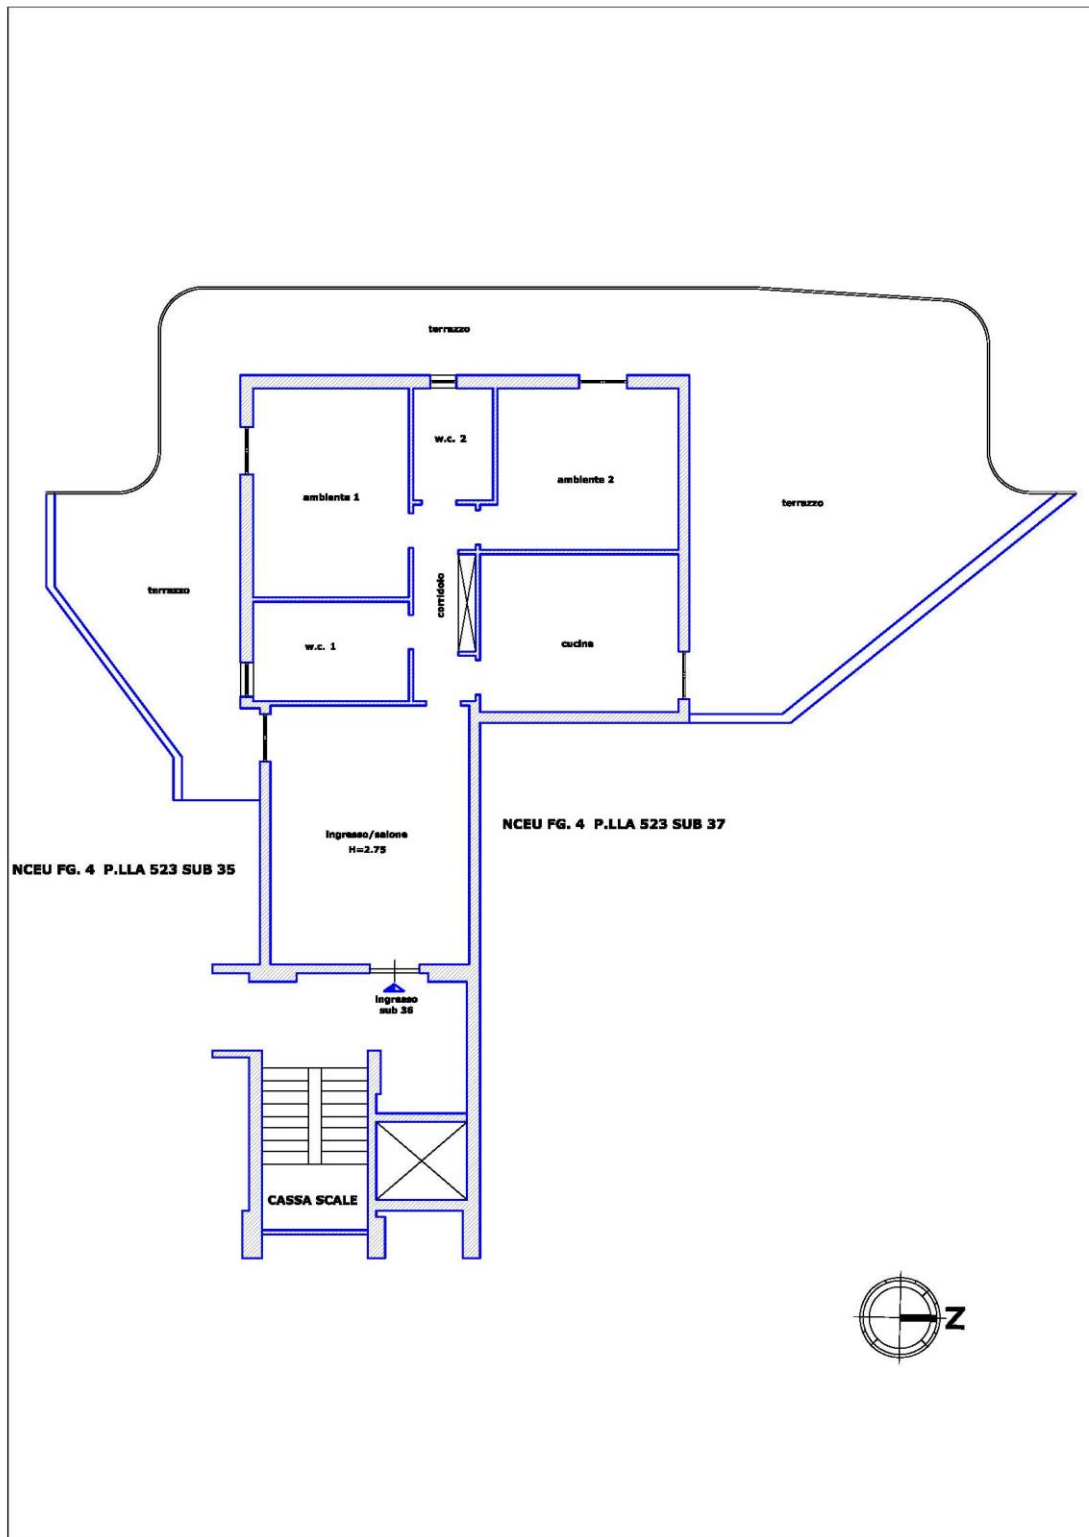 terrazzo
w.c. 2
ambiente 2
ambiente 1
terrazzo
terrazzo
corridoio
w.c. 1
cucina
NCEU FG. 4 P.LLA 523 SUB 37
ingresso/salone
H=2.75
NCEU FG. 4 P.LLA 523 SUB 35
ingresso
sub 36
CASSA SCALE
N